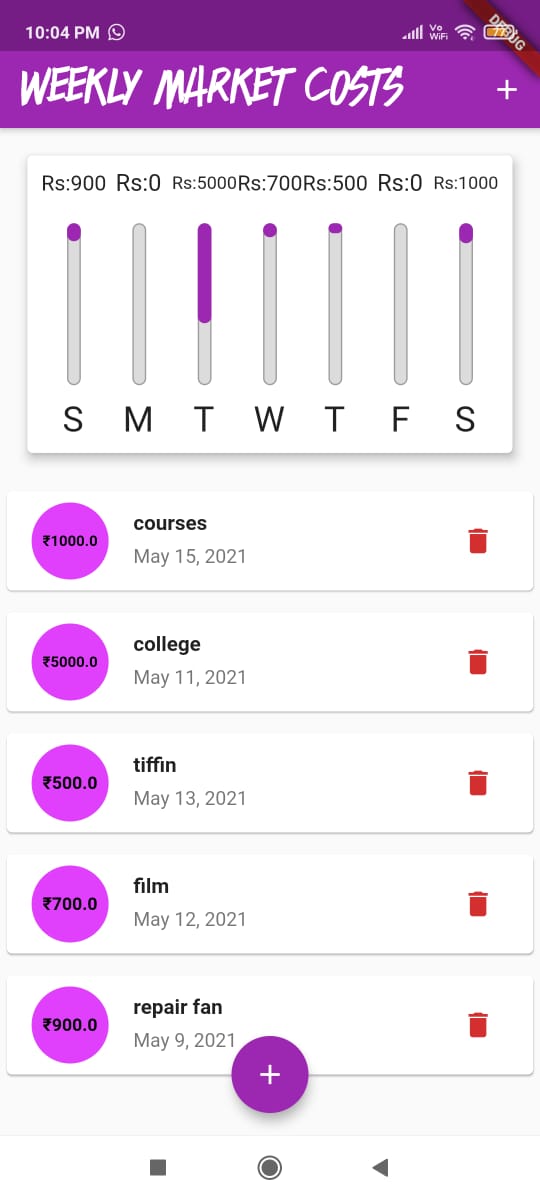 10:04 PM
Vo WiFi
77
DEBUG
WEEKLY MARKET COSTS
Rs:900 Rs:0 Rs:5000 Rs:700 Rs:500 Rs:0 Rs:1000
S M T W T F S
₹1000.0
courses
May 15, 2021
₹5000.0
college
May 11, 2021
₹500.0
tiffin
May 13, 2021
₹700.0
film
May 12, 2021
₹900.0
repair fan
May 9, 2021